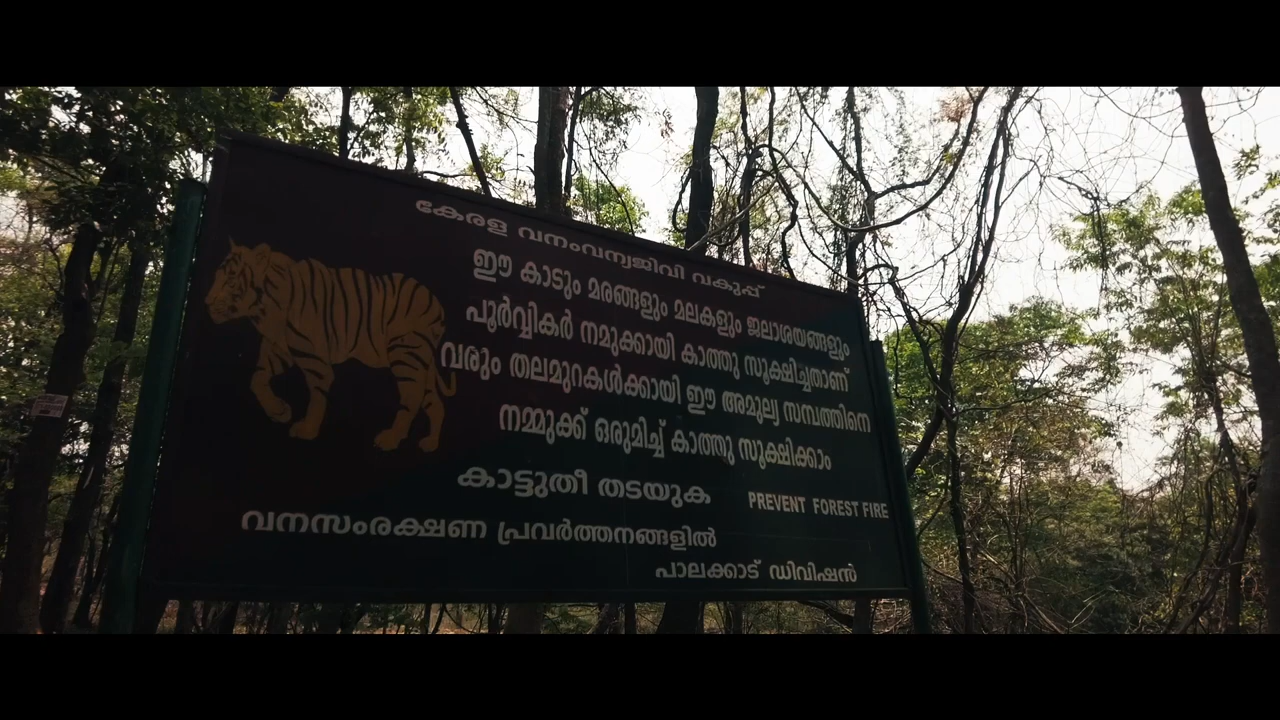 കേരള വനംവന്യജീവി വകുപ്പ്
ഈ കാടും മരങ്ങളും മലകളും ജലാശയങ്ങളും
പൂർവ്വികർ നമുക്കായി കാത്തു സൂക്ഷിച്ചതാണ്
വരും തലമുറകൾക്കായി ഈ അമൂല്യ സമ്പത്തിനെ
നമ്മുക്ക് ഒരുമിച്ച് കാത്തു സൂക്ഷിക്കാം
കാട്ടുതീ തടയുക PREVENT FOREST FIRE
വനസംരക്ഷണ പ്രവർത്തനങ്ങളിൽ
പാലക്കാട് ഡിവിഷൻ